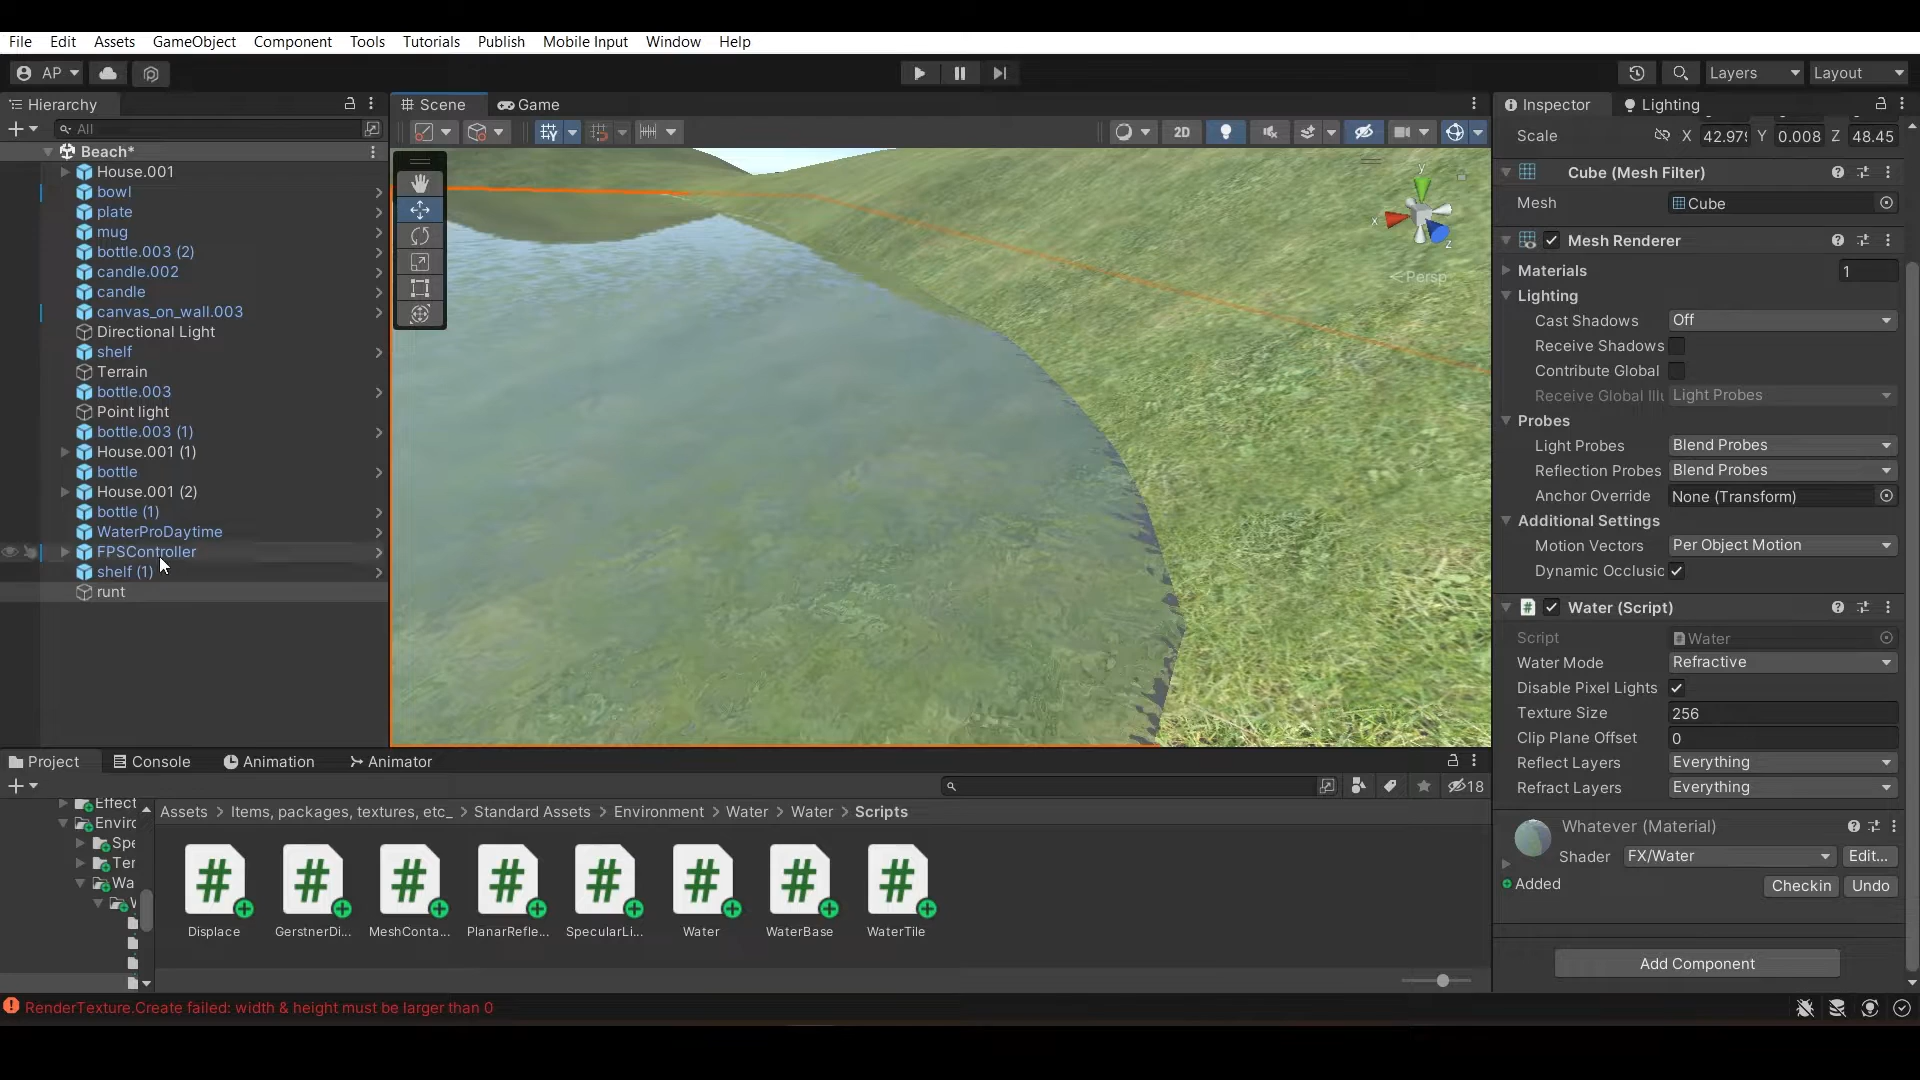 File Edit Assets GameObject Component Tools Tutorials Publish Mobile Input Window Help
AP Layers Layout
Hierarchy
All
Beach*
House.001
bowl
plate
mug
bottle.003 (2)
candle.002
candle
canvas_on_wall.003
Directional Light
shelf
Terrain
bottle.003
Point light
bottle.003 (1)
House.001 (1)
bottle
House.001 (2)
bottle (1)
WaterProDaytime
FPSController
shelf (1)
runt
Scene Game
2D
y
x
z
Persp
Inspector Lighting
Scale X 42.979 Y 0.008 Z 48.45
Cube (Mesh Filter)
Mesh Cube
Mesh Renderer
Materials 1
Lighting
Cast Shadows Off
Receive Shadows
Contribute Global
Receive Global Illu Light Probes
Probes
Light Probes Blend Probes
Reflection Probes Blend Probes
Anchor Override None (Transform)
Additional Settings
Motion Vectors Per Object Motion
Dynamic Occlusic
# Water (Script)
Script Water
Water Mode Refractive
Disable Pixel Lights
Texture Size 256
Clip Plane Offset 0
Reflect Layers Everything
Refract Layers Everything
Whatever (Material)
Shader FX/Water Edit...
Added Checkin Undo
Add Component
Project Console Animation Animator
18
Effect
Enviro
Spe
Ter
Wa
Assets > Items, packages, textures, etc_ > Standard Assets > Environment > Water > Water > Scripts
# # # # # # # #
Displace GerstnerDi... MeshConta... PlanarRefle... SpecularLi... Water WaterBase WaterTile
RenderTexture.Create failed: width & height must be larger than 0